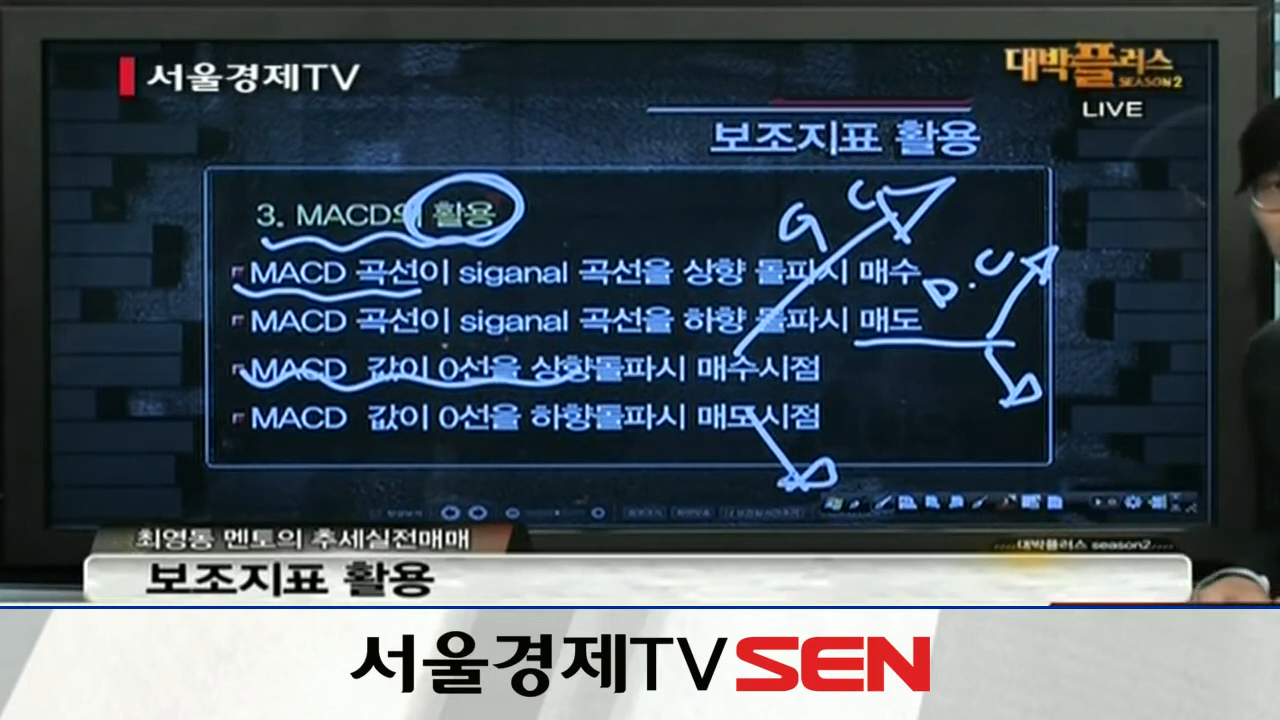 서울경제TV
대박플러스
SEASON2
LIVE
보조지표 활용
3. MACD의 활용
G C
MACD 곡선이 siganal 곡선을 상향 돌파시 매수
D.C
MACD 곡선이 siganal 곡선을 하향 돌파시 매도
MACD 값이 0선을 상향돌파시 매수시점
MACD 값이 0선을 하향돌파시 매도시점
최영동 멘토의 추세실전매매
대박플러스 season2
보조지표 활용
서울경제TV SEN